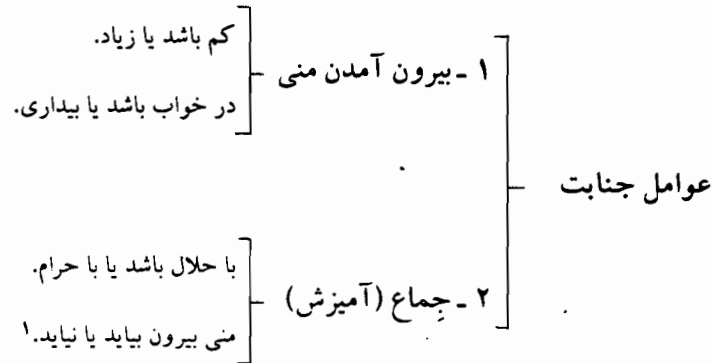 عوامل جنابت
۱ ـ بیرون آمدن منی
کم باشد یا زیاد.
در خواب باشد یا بیداری.
۲ ـ جِماع (آمیزش)
با حلال باشد یا با حرام.
منی بیرون بیاید یا نیاید.۱